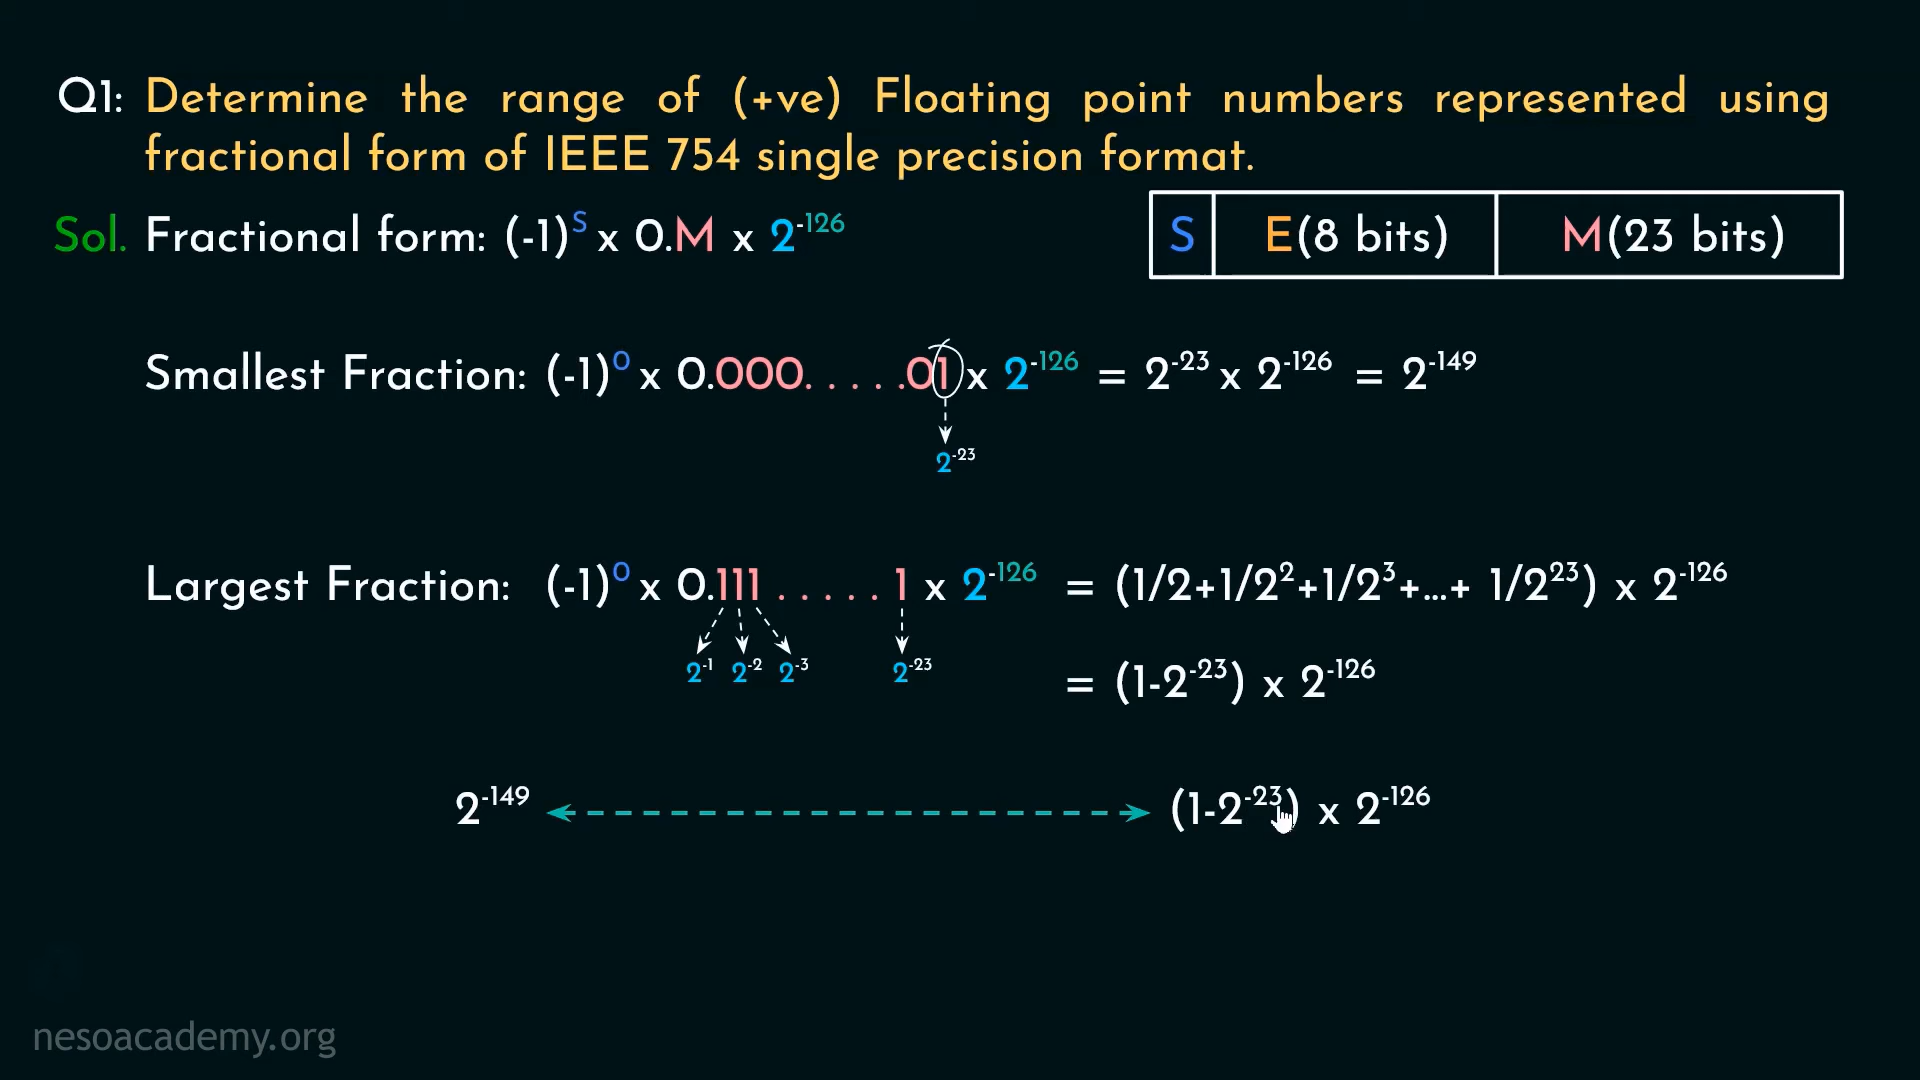 Q1: Determine the range of (+ve) Floating point numbers represented using
fractional form of IEEE 754 single precision format.
Sol. Fractional form: (-1)^S x 0.M x 2^-126
S E(8 bits) M(23 bits)
Smallest Fraction: (-1)^0 x 0.000. . . . .01 x 2^-126 = 2^-23 x 2^-126 = 2^-149
2^-23
Largest Fraction: (-1)^0 x 0.111 . . . . . 1 x 2^-126 = (1/2+1/2^2+1/2^3+...+ 1/2^23) x 2^-126
2^-1 2^-2 2^-3 2^-23
= (1-2^-23) x 2^-126
2^-149 (1-2^-23) x 2^-126
nesoacademy.org